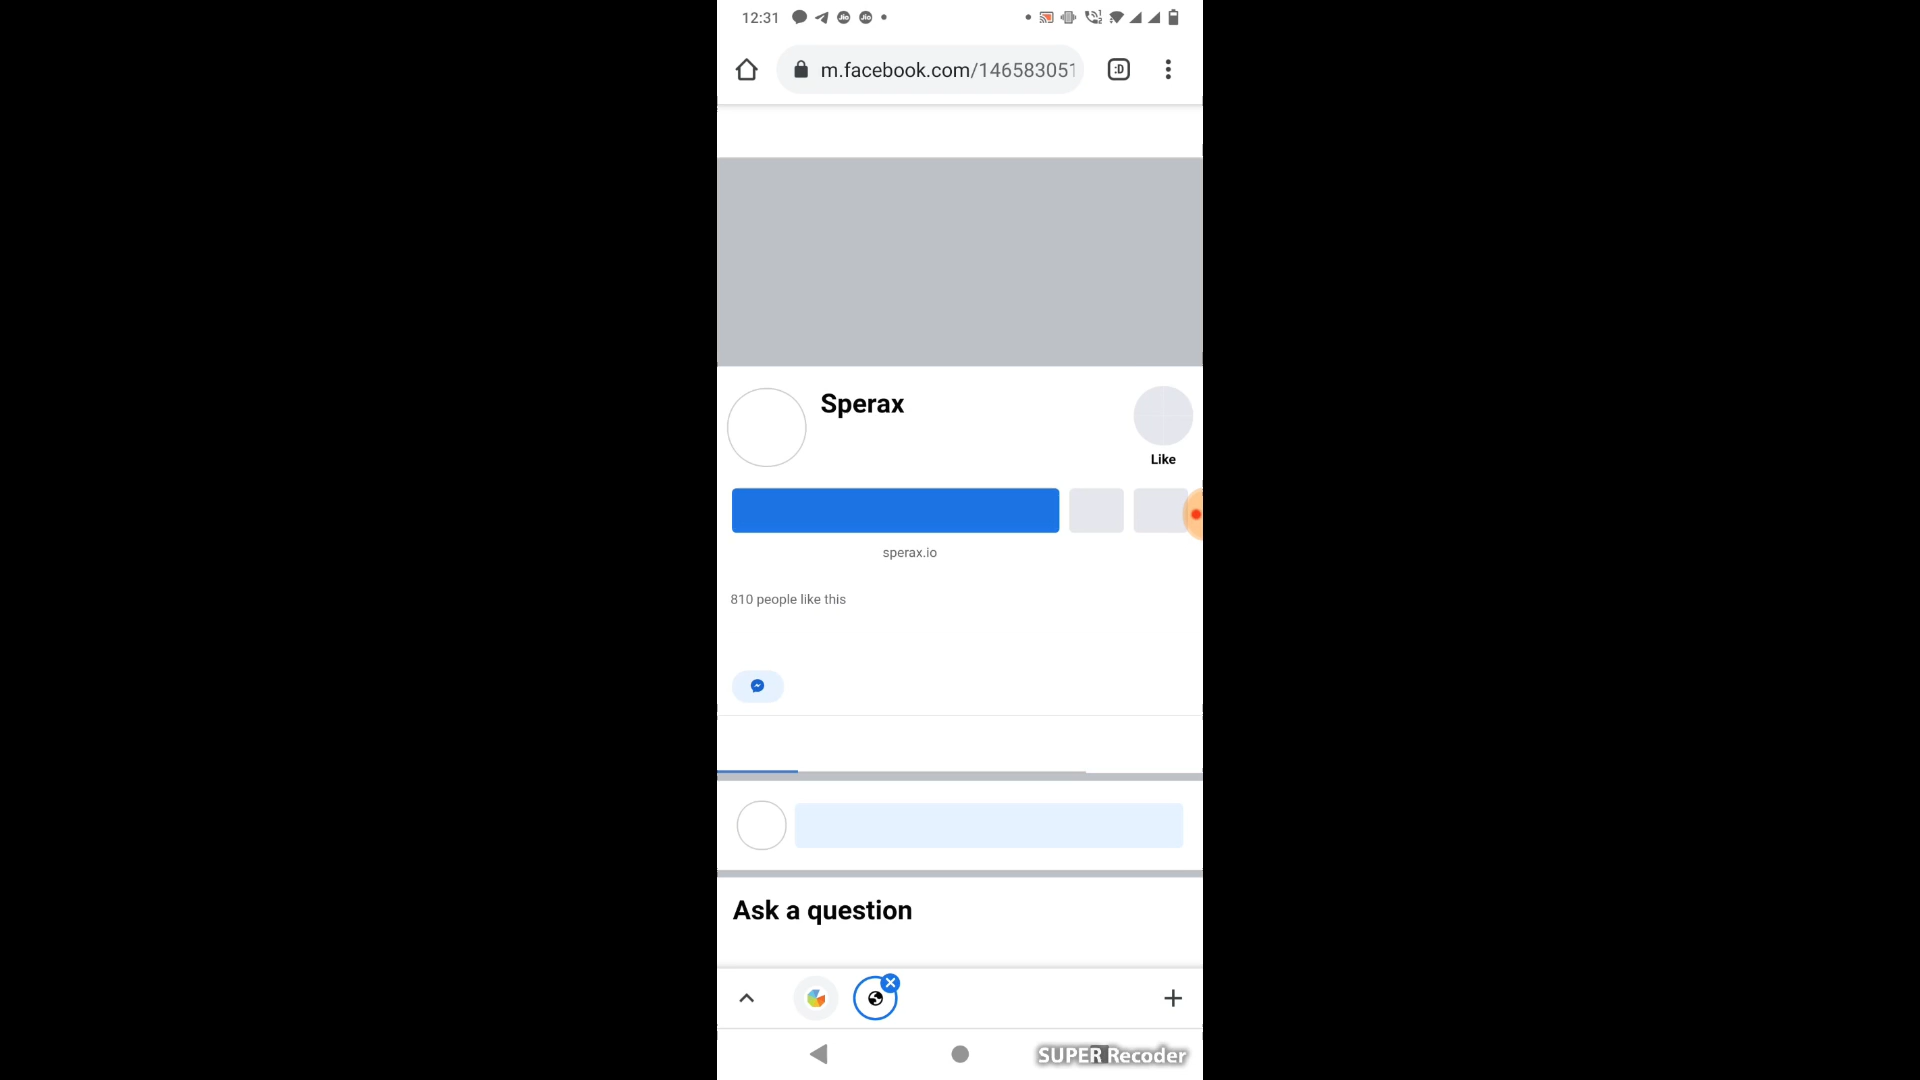 12:31
m.facebook.com/146583051
:D
Sperax
Like
sperax.io
810 people like this
Ask a question
SUPER Recoder